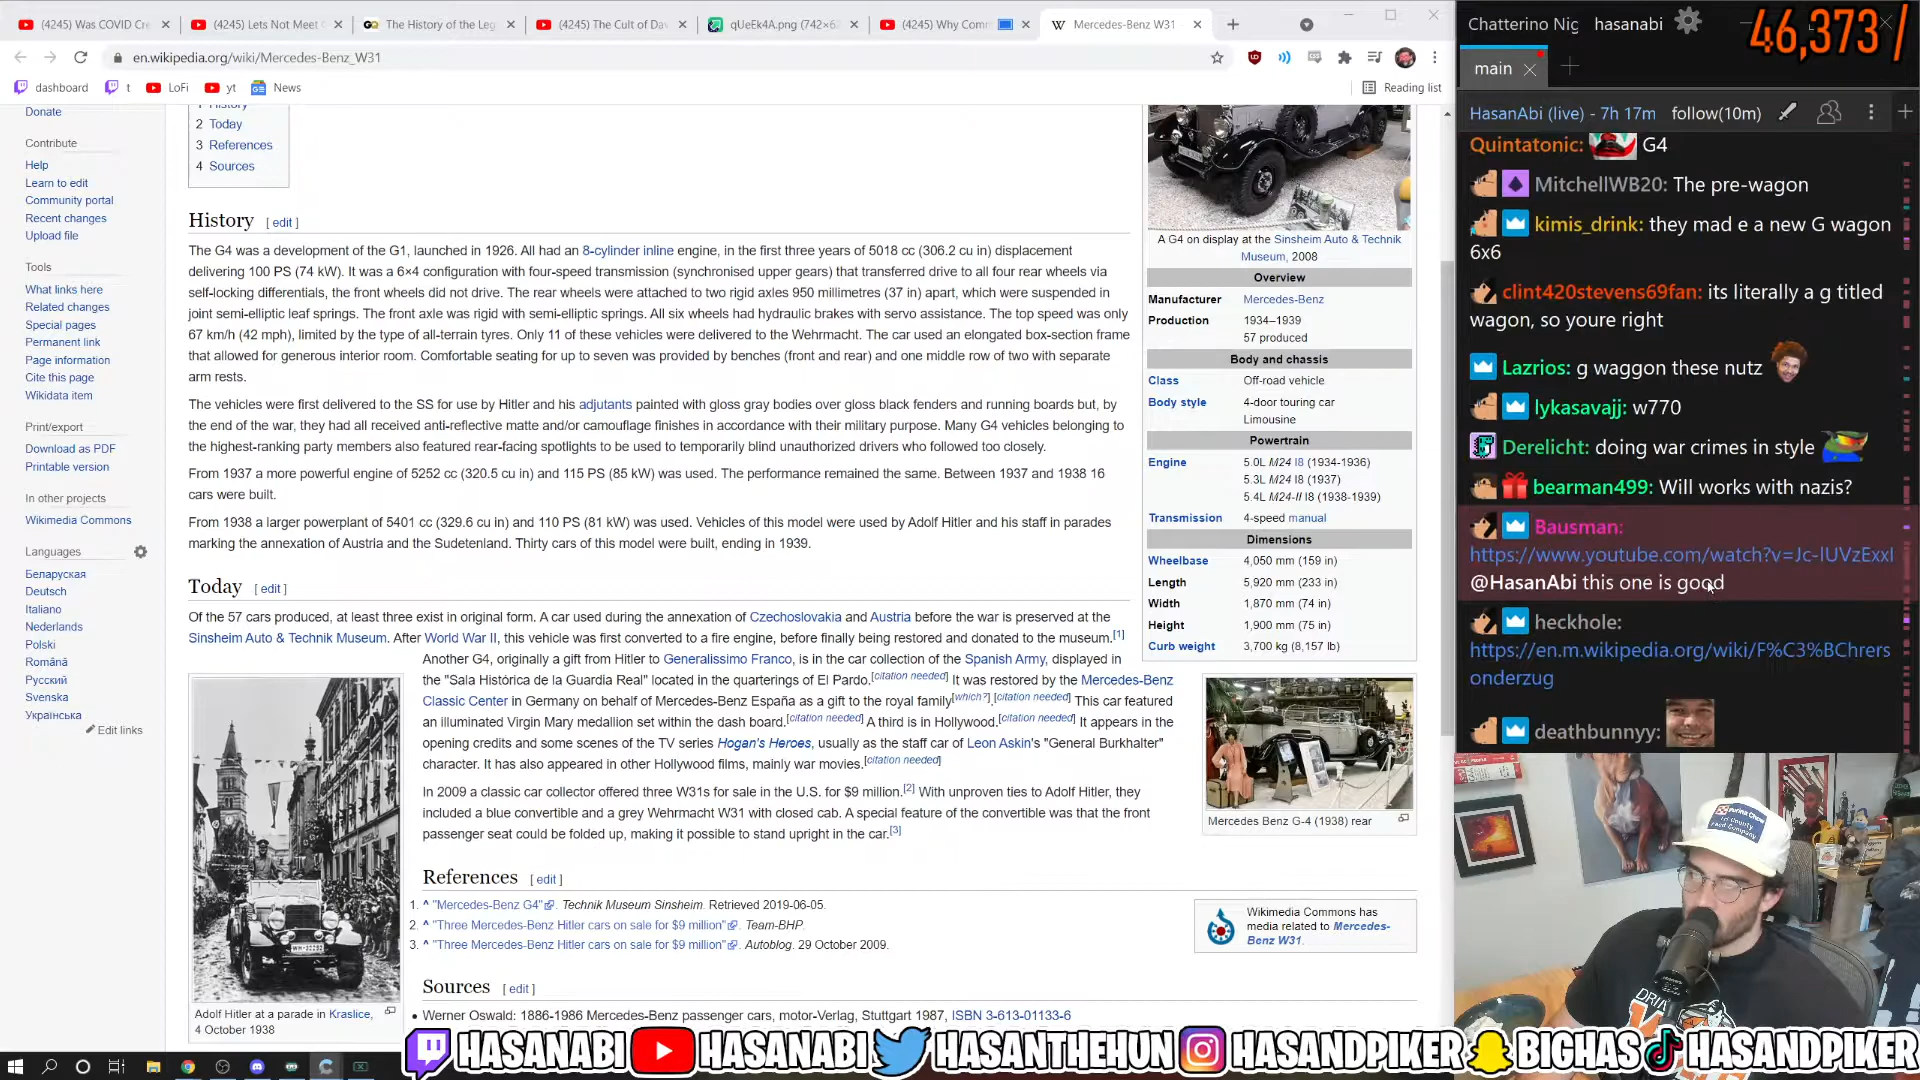 (4245) Was COVID Cre
(4245) Lets Not Meet
The History of the Leg
(4245) The Cult of Dav
qUeEk4A.png (742×6
(4245) Why Comm
Mercedes-Benz W31 -
en.wikipedia.org/wiki/Mercedes-Benz_W31
dashboard
t
LoFi
yt
News
Reading list
Donate
Contribute
Help
Learn to edit
Community portal
Recent changes
Upload file
Tools
What links here
Related changes
Special pages
Permanent link
Page information
Cite this page
Wikidata item
Print/export
Download as PDF
Printable version
In other projects
Wikimedia Commons
Languages
Беларуская
Deutsch
Italiano
Nederlands
Polski
Română
Русский
Svenska
Українська
Edit links
1 History
2 Today
3 References
4 Sources
History [ edit ]
The G4 was a development of the G1, launched in 1926. All had an 8-cylinder inline engine, in the first three years of 5018 cc (306.2 cu in) displacement
delivering 100 PS (74 kW). It was a 6×4 configuration with four-speed transmission (synchronised upper gears) that transferred drive to all four rear wheels via
self-locking differentials, the front wheels did not drive. The rear wheels were attached to two rigid axles 950 millimetres (37 in) apart, which were suspended in
joint semi-elliptic leaf springs. The front axle was rigid with semi-elliptic springs. All six wheels had hydraulic brakes with servo assistance. The top speed was only
67 km/h (42 mph), limited by the type of all-terrain tyres. Only 11 of these vehicles were delivered to the Wehrmacht. The car used an elongated box-section frame
that allowed for generous interior room. Comfortable seating for up to seven was provided by benches (front and rear) and one middle row of two with separate
arm rests.
The vehicles were first delivered to the SS for use by Hitler and his adjutants painted with gloss gray bodies over gloss black fenders and running boards but, by
the end of the war, they had all received anti-reflective matte and/or camouflage finishes in accordance with their military purpose. Many G4 vehicles belonging to
the highest-ranking party members also featured rear-facing spotlights to be used to temporarily blind unauthorized drivers who followed too closely.
From 1937 a more powerful engine of 5252 cc (320.5 cu in) and 115 PS (85 kW) was used. The performance remained the same. Between 1937 and 1938 16
cars were built.
From 1938 a larger powerplant of 5401 cc (329.6 cu in) and 110 PS (81 kW) was used. Vehicles of this model were used by Adolf Hitler and his staff in parades
marking the annexation of Austria and the Sudetenland. Thirty cars of this model were built, ending in 1939.
Today [ edit ]
Of the 57 cars produced, at least three exist in original form. A car used during the annexation of Czechoslovakia and Austria before the war is preserved at the
Sinsheim Auto & Technik Museum. After World War II, this vehicle was first converted to a fire engine, before finally being restored and donated to the museum.[1]
Another G4, originally a gift from Hitler to Generalissimo Franco, is in the car collection of the Spanish Army, displayed in
the "Sala Histórica de la Guardia Real" located in the quarterings of El Pardo.[citation needed] It was restored by the Mercedes-Benz
Classic Center in Germany on behalf of Mercedes-Benz España as a gift to the royal family[which?].[citation needed] This car featured
an illuminated Virgin Mary medallion set within the dash board.[citation needed] A third is in Hollywood.[citation needed] It appears in the
opening credits and some scenes of the TV series Hogan's Heroes, usually as the staff car of Leon Askin's "General Burkhalter"
character. It has also appeared in other Hollywood films, mainly war movies.[citation needed]
In 2009 a classic car collector offered three W31s for sale in the U.S. for $9 million.[2] With unproven ties to Adolf Hitler, they
included a blue convertible and a grey Wehrmacht W31 with closed cab. A special feature of the convertible was that the front
passenger seat could be folded up, making it possible to stand upright in the car.[3]
Adolf Hitler at a parade in Kraslice,
4 October 1938
References [ edit ]
1. ^ "Mercedes-Benz G4". Technik Museum Sinsheim. Retrieved 2019-06-05.
2. ^ "Three Mercedes-Benz Hitler cars on sale for $9 million". Team-BHP.
3. ^ "Three Mercedes-Benz Hitler cars on sale for $9 million". Autoblog. 29 October 2009.
Sources [ edit ]
• Werner Oswald: 1886-1986 Mercedes-Benz passenger cars, motor-Verlag, Stuttgart 1987, ISBN 3-613-01133-6
A G4 on display at the Sinsheim Auto & Technik
Museum, 2008
Overview
Manufacturer Mercedes-Benz
Production 1934–1939
57 produced
Body and chassis
Class Off-road vehicle
Body style 4-door touring car
Limousine
Powertrain
Engine 5.0L M24 I8 (1934-1936)
5.3L M24 I8 (1937)
5.4L M24-II I8 (1938-1939)
Transmission 4-speed manual
Dimensions
Wheelbase 4,050 mm (159 in)
Length 5,920 mm (233 in)
Width 1,870 mm (74 in)
Height 1,900 mm (75 in)
Curb weight 3,700 kg (8,157 lb)
Mercedes Benz G-4 (1938) rear
Wikimedia Commons has
media related to Mercedes-
Benz W31.
Chatterino Nig hasanabi
46,373 /
main
HasanAbi (live) - 7h 17m follow(10m)
Quintatonic: G4
MitchellWB20: The pre-wagon
kimis_drink: they mad e a new G wagon
6x6
clint420stevens69fan: its literally a g titled
wagon, so youre right
Lazrios: g waggon these nutz
lykasavajj: w770
Derelicht: doing war crimes in style
bearman499: Will works with nazis?
Bausman:
https://www.youtube.com/watch?v=Jc-lUVzExxI
@HasanAbi this one is good
heckhole:
https://en.m.wikipedia.org/wiki/F%C3%BChrers
onderzug
deathbunnyy:
HASANABI HASANABI HASANTHEHUN HASANDPIKER BIGHAS HASANDPIKER